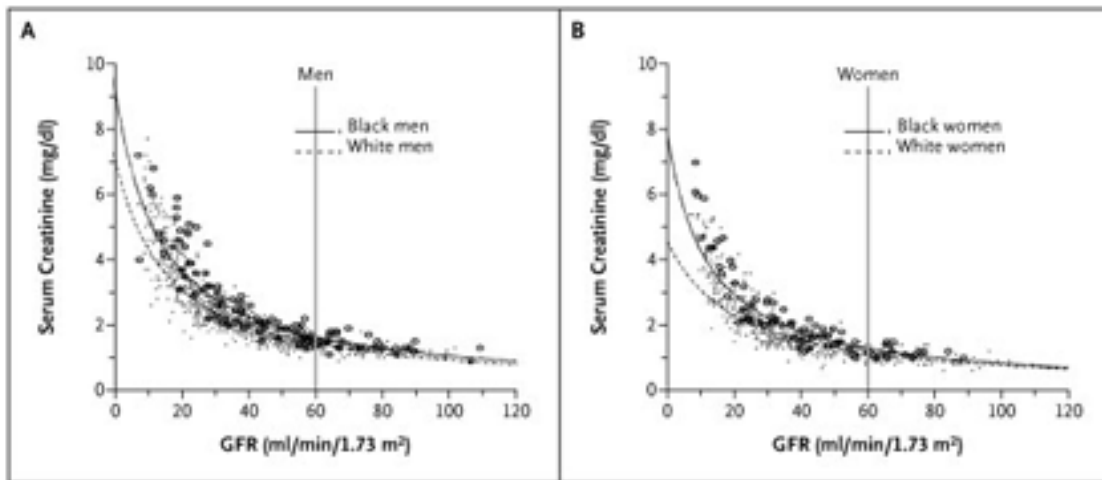 A
Men
Black men
White men
Serum Creatinine (mg/dl)
10
8
6
4
2
0
0 20 40 60 80 100 120
GFR (ml/min/1.73 m²)
B
Women
Black women
White women
Serum Creatinine (mg/dl)
10
8
6
4
2
0
0 20 40 60 80 100 120
GFR (ml/min/1.73 m²)